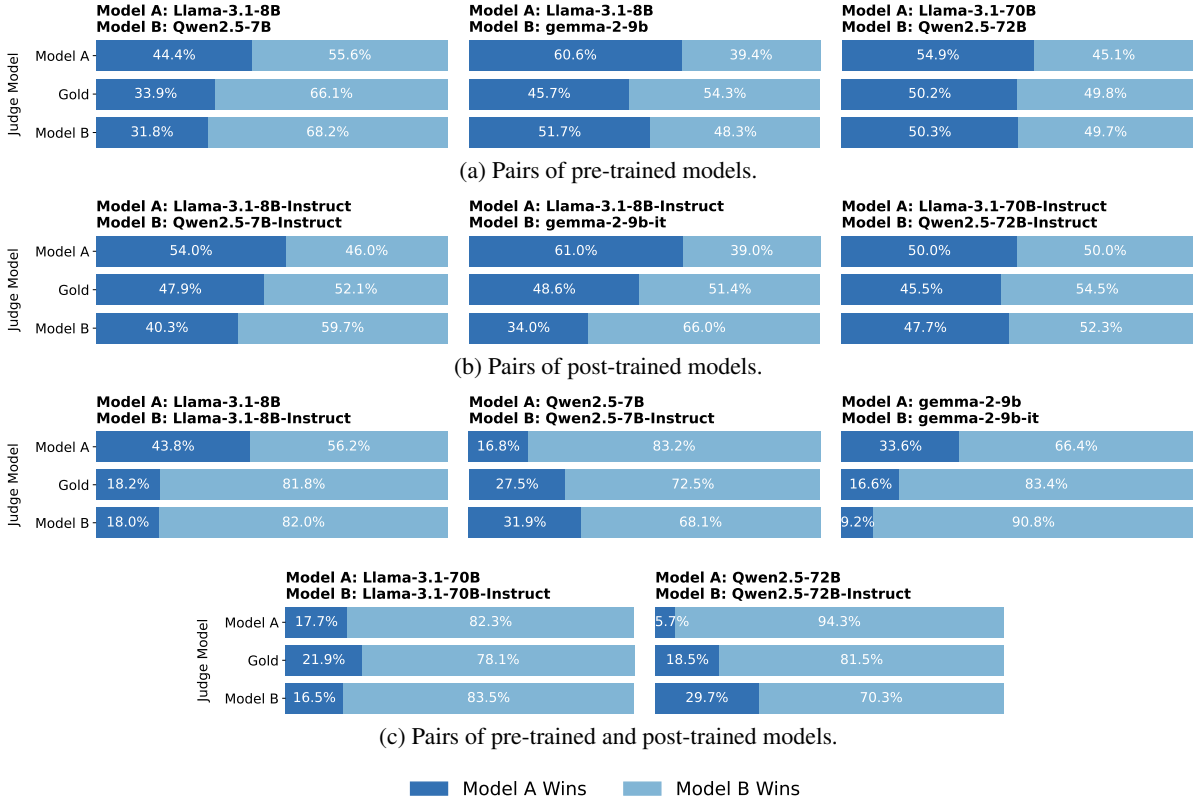 Model A: Llama-3.1-8B
Model B: Qwen2.5-7B
Model A: Llama-3.1-8B
Model B: gemma-2-9b
Model A: Llama-3.1-70B
Model B: Qwen2.5-72B
Judge Model
Model A 44.4% 55.6% 60.6% 39.4% 54.9% 45.1%
Gold 33.9% 66.1% 45.7% 54.3% 50.2% 49.8%
Model B 31.8% 68.2% 51.7% 48.3% 50.3% 49.7%
(a) Pairs of pre-trained models.
Model A: Llama-3.1-8B-Instruct
Model B: Qwen2.5-7B-Instruct
Model A: Llama-3.1-8B-Instruct
Model B: gemma-2-9b-it
Model A: Llama-3.1-70B-Instruct
Model B: Qwen2.5-72B-Instruct
Judge Model
Model A 54.0% 46.0% 61.0% 39.0% 50.0% 50.0%
Gold 47.9% 52.1% 48.6% 51.4% 45.5% 54.5%
Model B 40.3% 59.7% 34.0% 66.0% 47.7% 52.3%
(b) Pairs of post-trained models.
Model A: Llama-3.1-8B
Model B: Llama-3.1-8B-Instruct
Model A: Qwen2.5-7B
Model B: Qwen2.5-7B-Instruct
Model A: gemma-2-9b
Model B: gemma-2-9b-it
Judge Model
Model A 43.8% 56.2% 16.8% 83.2% 33.6% 66.4%
Gold 18.2% 81.8% 27.5% 72.5% 16.6% 83.4%
Model B 18.0% 82.0% 31.9% 68.1% 9.2% 90.8%
Model A: Llama-3.1-70B
Model B: Llama-3.1-70B-Instruct
Model A: Qwen2.5-72B
Model B: Qwen2.5-72B-Instruct
Judge Model
Model A 17.7% 82.3% 5.7% 94.3%
Gold 21.9% 78.1% 18.5% 81.5%
Model B 16.5% 83.5% 29.7% 70.3%
(c) Pairs of pre-trained and post-trained models.
Model A Wins Model B Wins